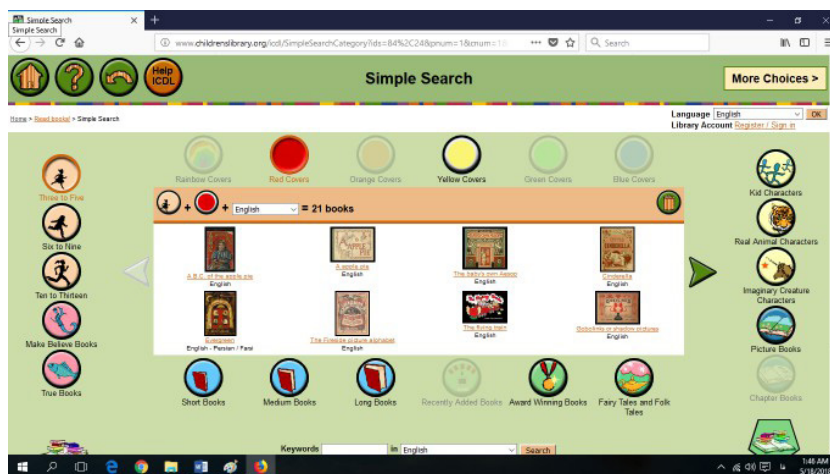 Simple Search
Simple Search
www.childrenslibrary.org/icdl/SimpleSearchCategory?ids=84%2C24&pnum=1&cnum=1
Search
Help ICDL
Simple Search
More Choices >
Home > Read books! > Simple Search
Language English OK
Library Account Register / Sign in
Rainbow Covers
Red Covers
Orange Covers
Yellow Covers
Green Covers
Blue Covers
Three to Five
Six to Nine
Ten to Thirteen
Make Believe Books
True Books
+ + English = 21 books
A B.C. of the apple pie
English
A apple pie
English
The baby's own Aesop
English
Cinderella
English
Evergreen
English - Persian / Farsi
The Fireside picture alphabet
English
The flying train
English
Gobolinks or shadow pictures
English
Kid Characters
Real Animal Characters
Imaginary Creature
Characters
Picture Books
Chapter Books
Short Books
Medium Books
Long Books
Recently Added Books
Award Winning Books
Fairy Tales and Folk
Tales
Keywords in English Search
1:46 AM